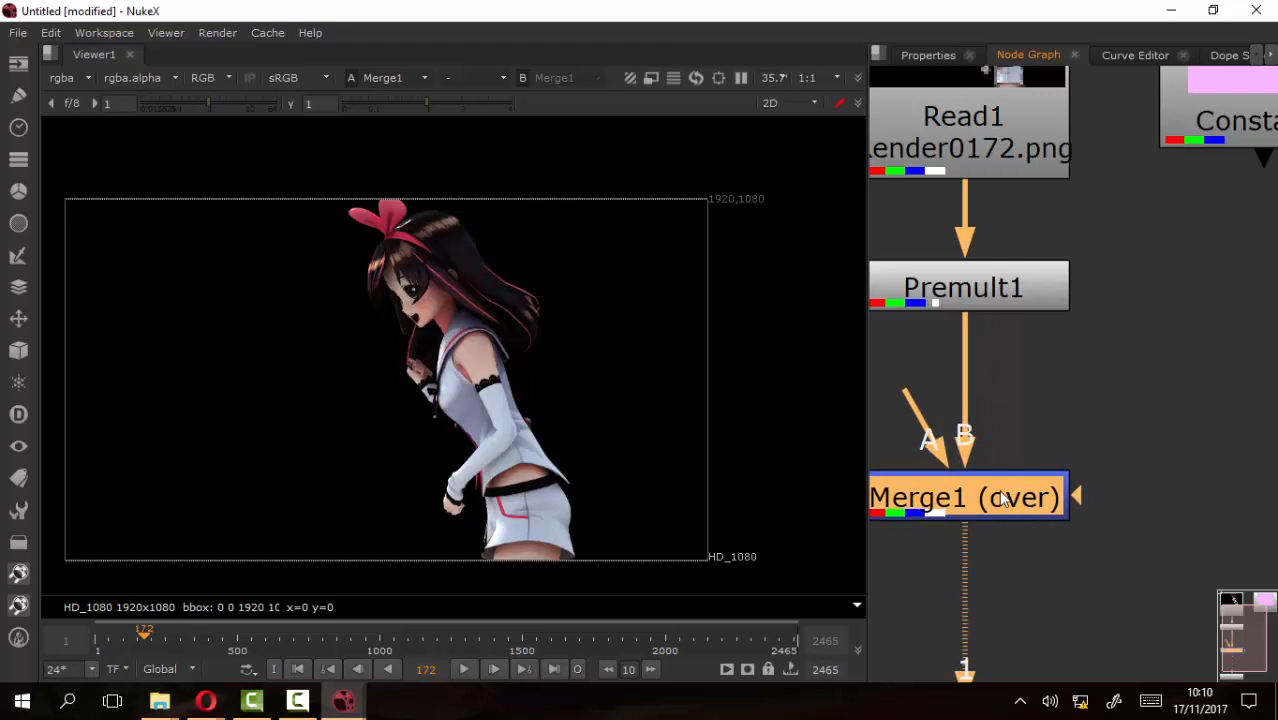 Untitled [modified] - NukeX
File Edit Workspace Viewer Render Cache Help
Viewer1
rgba rgba.alpha RGB IP sRGB A Merge1 - B Merge1 35.7 1:1
f/8 1 y 1 2D
1920,1080
HD_1080
HD_1080 1920x1080 bbox: 0 0 1920 10 x=0 y=0
1 172 2465
1 500 1000 1500 2000 2465
24* TF Global I 172 O 10 2465
Properties Node Graph Curve Editor Dope S
Read1
ender0172.png
Consta
Premult1
A B
Merge1 (over)
1
10:10
17/11/2017